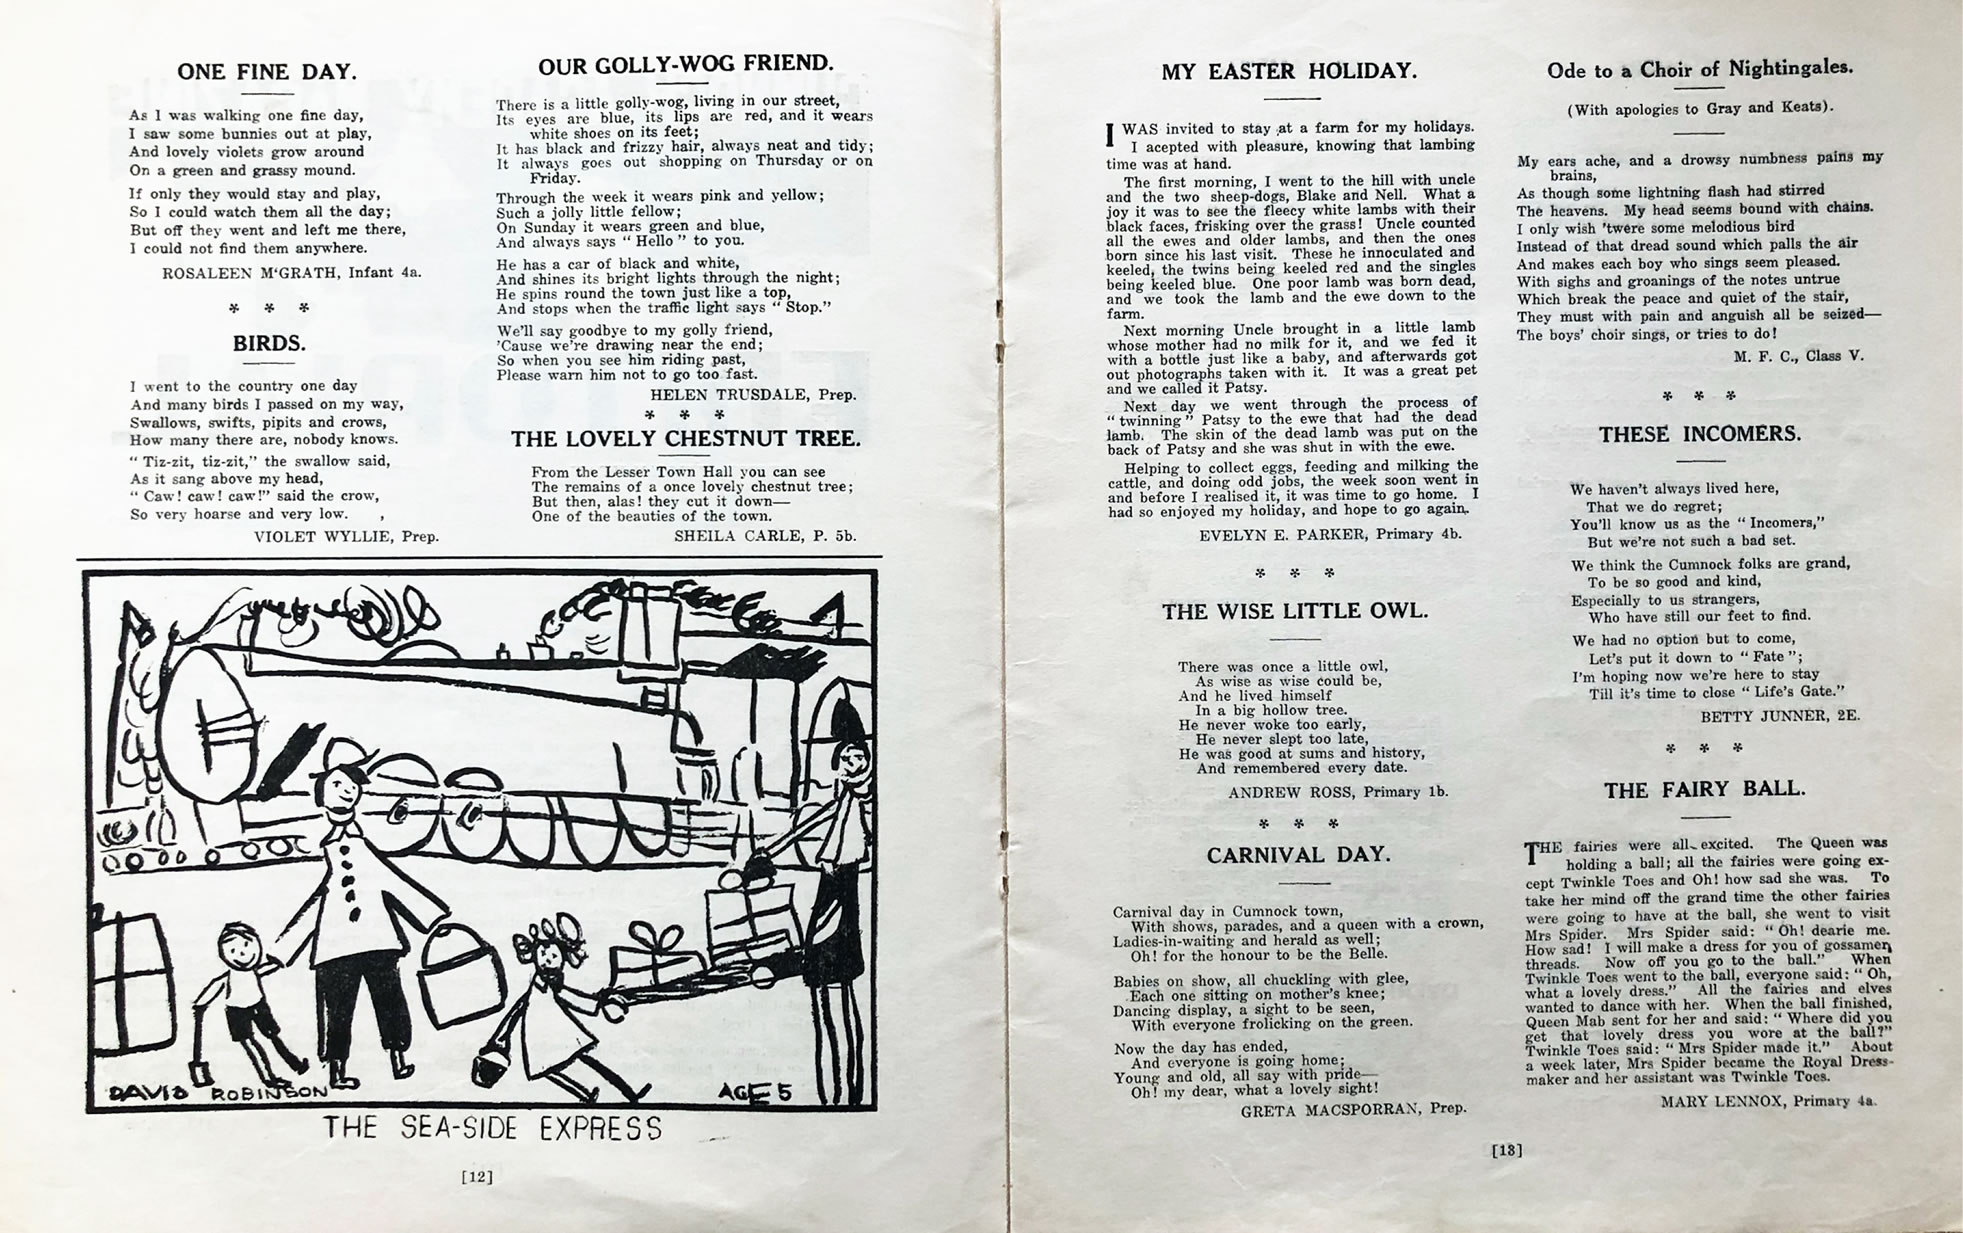 ONE FINE DAY.
As I was walking one fine day,
I saw some bunnies out at play,
And lovely violets grow around
On a green and grassy mound.
If only they would stay and play,
So I could watch them all the day;
But off they went and left me there,
I could not find them anywhere.
ROSALEEN M'GRATH, Infant 4a.
* * *
BIRDS.
I went to the country one day
And many birds I passed on my way,
Swallows, swifts, pipits and crows,
How many there are, nobody knows.
" Tiz-zit, tiz-zit," the swallow said,
As it sang above my head,
" Caw! caw! caw!" said the crow,
So very hoarse and very low.
VIOLET WYLLIE, Prep.
OUR GOLLY-WOG FRIEND.
There is a little golly-wog, living in our street,
Its eyes are blue, its lips are red, and it wears
white shoes on its feet;
It has black and frizzy hair, always neat and tidy;
It always goes out shopping on Thursday or on
Friday.
Through the week it wears pink and yellow;
Such a jolly little fellow;
On Sunday it wears green and blue,
And always says " Hello " to you.
He has a car of black and white,
And shines its bright lights through the night;
He spins round the town just like a top,
And stops when the traffic light says " Stop."
We'll say goodbye to my golly friend,
'Cause we're drawing near the end;
So when you see him riding past,
Please warn him not to go too fast.
HELEN TRUSDALE, Prep.
* * *
THE LOVELY CHESTNUT TREE.
From the Lesser Town Hall you can see
The remains of a once lovely chestnut tree;
But then, alas! they cut it down—
One of the beauties of the town.
SHEILA CARLE, P. 5b.
DAVID ROBINSON AGE 5
THE SEA-SIDE EXPRESS
[12]
MY EASTER HOLIDAY.
I WAS invited to stay at a farm for my holidays.
I acepted with pleasure, knowing that lambing
time was at hand.
The first morning, I went to the hill with uncle
and the two sheep-dogs, Blake and Nell. What a
joy it was to see the fleecy white lambs with their
black faces, frisking over the grass! Uncle counted
all the ewes and older lambs, and then the ones
born since his last visit. These he innoculated and
keeled, the twins being keeled red and the singles
being keeled blue. One poor lamb was born dead,
and we took the lamb and the ewe down to the
farm.
Next morning Uncle brought in a little lamb
whose mother had no milk for it, and we fed it
with a bottle just like a baby, and afterwards got
out photographs taken with it. It was a great pet
and we called it Patsy.
Next day we went through the process of
" twinning " Patsy to the ewe that had the dead
lamb. The skin of the dead lamb was put on the
back of Patsy and she was shut in with the ewe.
Helping to collect eggs, feeding and milking the
cattle, and doing odd jobs, the week soon went in
and before I realised it, it was time to go home. I
had so enjoyed my holiday, and hope to go again.
EVELYN E. PARKER, Primary 4b.
* * *
THE WISE LITTLE OWL.
There was once a little owl,
As wise as wise could be,
And he lived himself
In a big hollow tree.
He never woke too early,
He never slept too late,
He was good at sums and history,
And remembered every date.
ANDREW ROSS, Primary 1b.
* * *
CARNIVAL DAY.
Carnival day in Cumnock town,
With shows, parades, and a queen with a crown,
Ladies-in-waiting and herald as well;
Oh! for the honour to be the Belle.
Babies on show, all chuckling with glee,
Each one sitting on mother's knee;
Dancing display, a sight to be seen,
With everyone frolicking on the green.
Now the day has ended,
And everyone is going home;
Young and old, all say with pride—
Oh! my dear, what a lovely sight!
GRETA MACSPORRAN, Prep.
Ode to a Choir of Nightingales.
(With apologies to Gray and Keats).
My ears ache, and a drowsy numbness pains my
brains,
As though some lightning flash had stirred
The heavens. My head seems bound with chains.
I only wish 'twere some melodious bird
Instead of that dread sound which palls the air
And makes each boy who sings seem pleased.
With sighs and groanings of the notes untrue
Which break the peace and quiet of the stair,
They must with pain and anguish all be seized—
The boys' choir sings, or tries to do!
M. F. C., Class V.
* * *
THESE INCOMERS.
We haven't always lived here,
That we do regret;
You'll know us as the " Incomers,"
But we're not such a bad set.
We think the Cumnock folks are grand,
To be so good and kind,
Especially to us strangers,
Who have still our feet to find.
We had no option but to come,
Let's put it down to " Fate ";
I'm hoping now we're here to stay
Till it's time to close " Life's Gate."
BETTY JUNNER, 2E.
* * *
THE FAIRY BALL.
THE fairies were all excited. The Queen was
holding a ball; all the fairies were going ex-
cept Twinkle Toes and Oh! how sad she was. To
take her mind off the grand time the other fairies
were going to have at the ball, she went to visit
Mrs Spider. Mrs Spider said: " Oh! dearie me.
How sad! I will make a dress for you of gossamer
threads. Now off you go to the ball." When
Twinkle Toes went to the ball, everyone said: " Oh,
what a lovely dress." All the fairies and elves
wanted to dance with her. When the ball finished,
Queen Mab sent for her and said: " Where did you
get that lovely dress you wore at the ball?"
Twinkle Toes said: " Mrs Spider made it." About
a week later, Mrs Spider became the Royal Dress-
maker and her assistant was Twinkle Toes.
MARY LENNOX, Primary 4a.
[13]